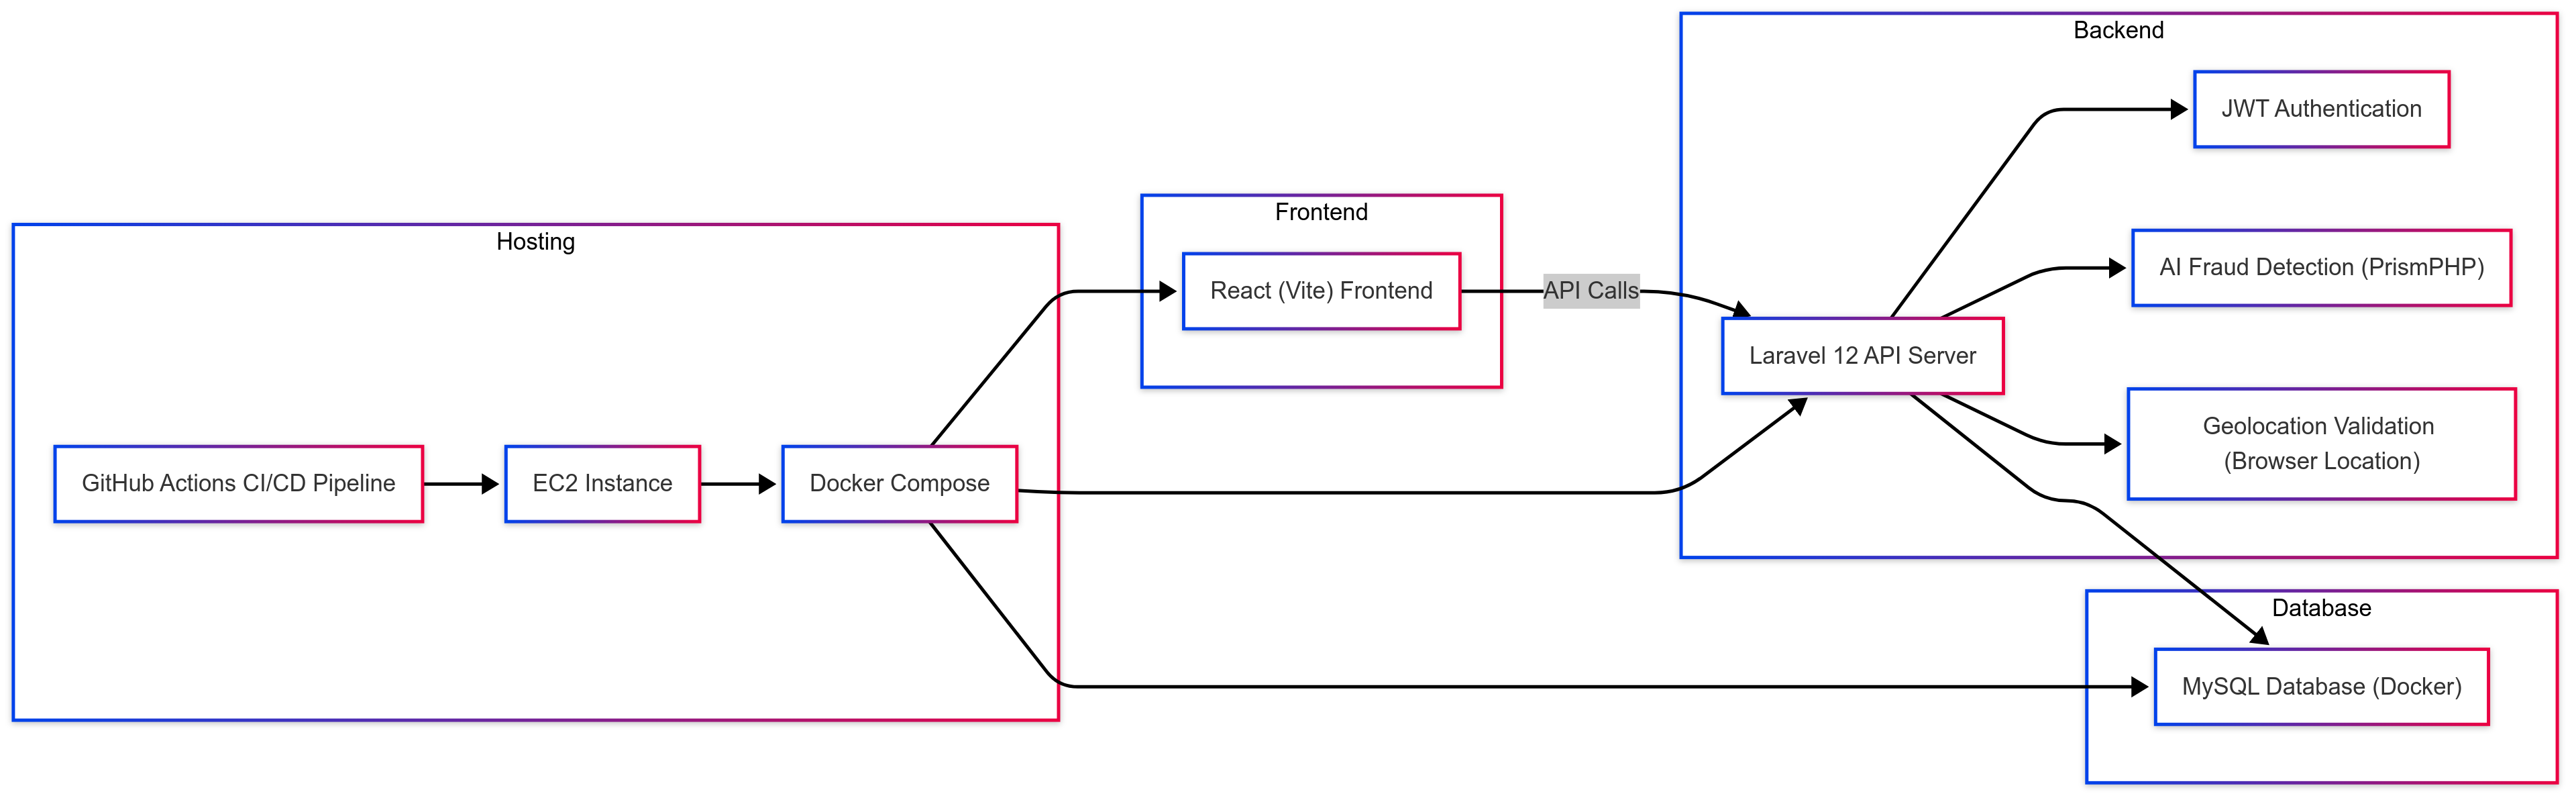 Hosting
GitHub Actions CI/CD Pipeline
EC2 Instance
Docker Compose
Frontend
React (Vite) Frontend
API Calls
Backend
Laravel 12 API Server
JWT Authentication
AI Fraud Detection (PrismPHP)
Geolocation Validation
(Browser Location)
Database
MySQL Database (Docker)